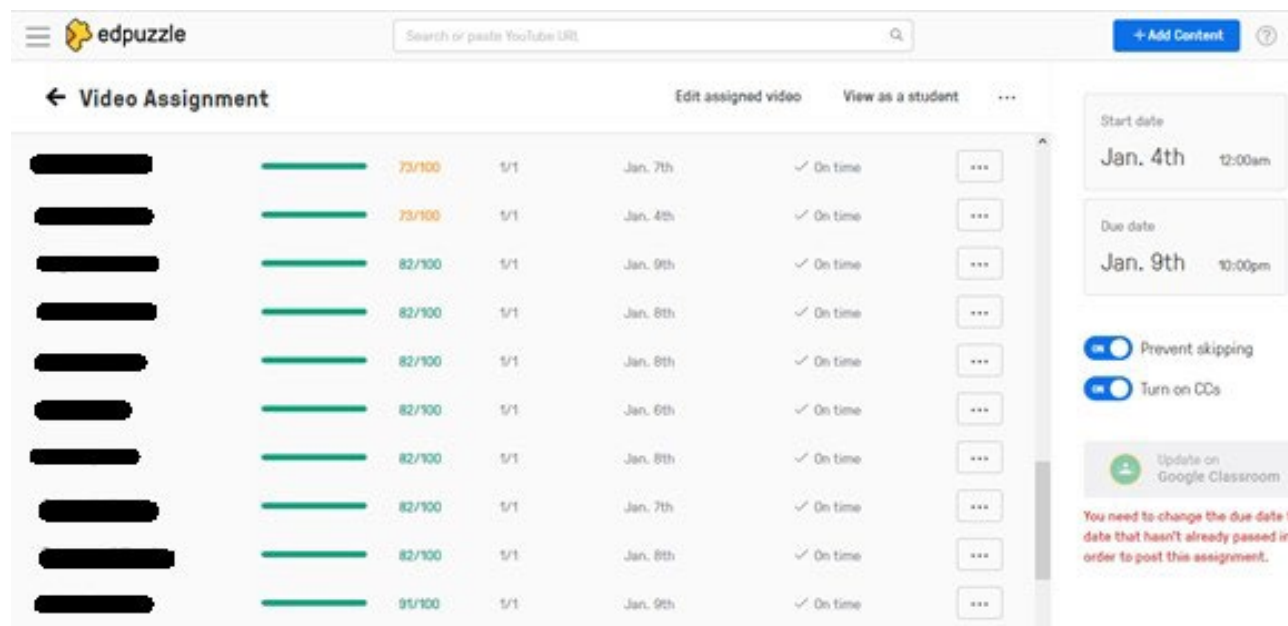 edpuzzle
Search or paste YouTube URL
+ Add Content
?
← Video Assignment
Edit assigned video
View as a student
...
73/100 1/1 Jan. 7th ✓ On time ...
73/100 1/1 Jan. 4th ✓ On time ...
82/100 1/1 Jan. 9th ✓ On time ...
82/100 1/1 Jan. 8th ✓ On time ...
82/100 1/1 Jan. 8th ✓ On time ...
82/100 1/1 Jan. 6th ✓ On time ...
82/100 1/1 Jan. 8th ✓ On time ...
82/100 1/1 Jan. 7th ✓ On time ...
82/100 1/1 Jan. 8th ✓ On time ...
91/100 1/1 Jan. 9th ✓ On time ...
Start date
Jan. 4th 12:00am
Due date
Jan. 9th 10:00pm
ON Prevent skipping
ON Turn on CCs
Update on
Google Classroom
You need to change the due date
date that hasn't already passed in
order to post this assignment.